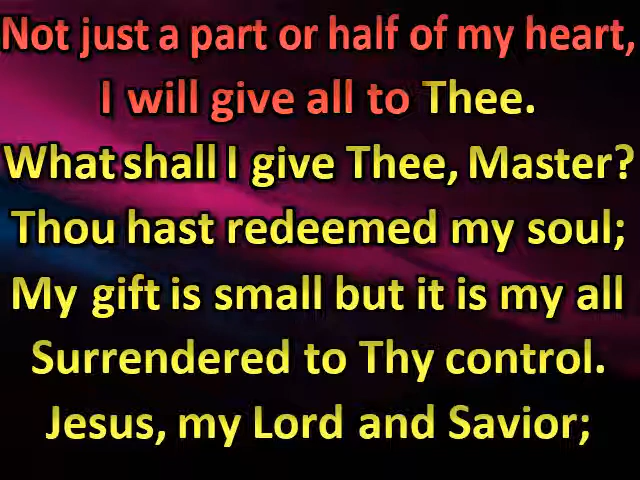 Not just a part or half of my heart,
I will give all to Thee.
What shall I give Thee, Master?
Thou hast redeemed my soul;
My gift is small but it is my all
Surrendered to Thy control.
Jesus, my Lord and Savior;